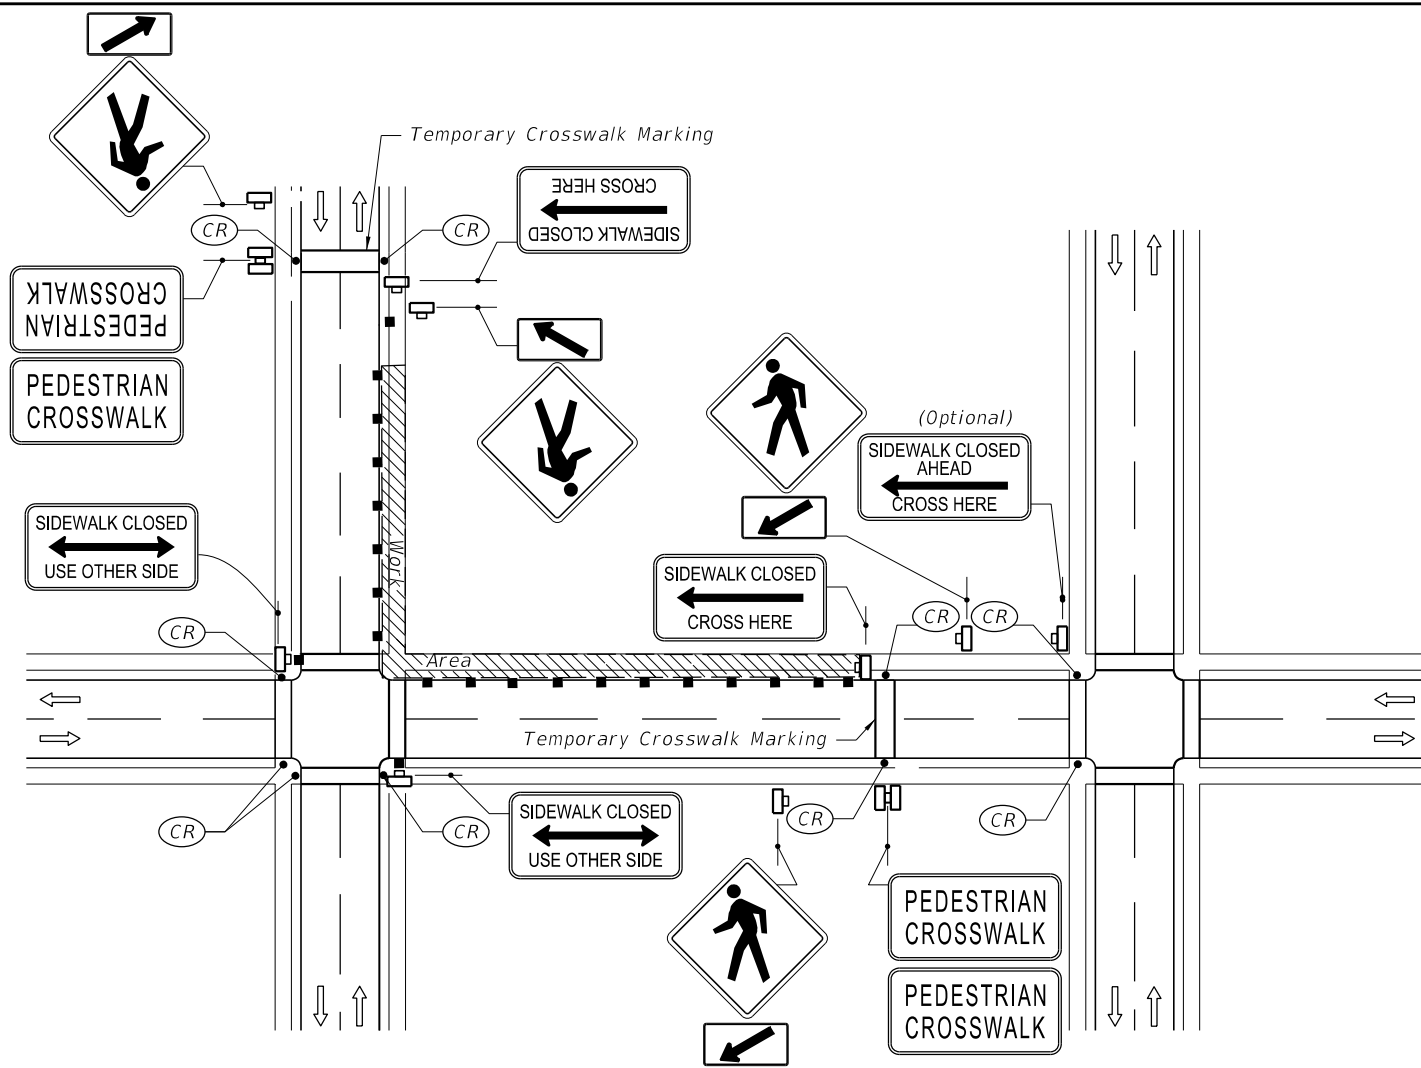 Temporary Crosswalk Marking
SIDEWALK CLOSED
CROSS HERE
CR
CR
PEDESTRIAN
CROSSWALK
PEDESTRIAN
CROSSWALK
(Optional)
SIDEWALK CLOSED
AHEAD
CROSS HERE
SIDEWALK CLOSED
USE OTHER SIDE
Work
SIDEWALK CLOSED
CROSS HERE
CR
CR
CR
Area
Temporary Crosswalk Marking
CR
CR
SIDEWALK CLOSED
USE OTHER SIDE
CR
CR
PEDESTRIAN
CROSSWALK
PEDESTRIAN
CROSSWALK